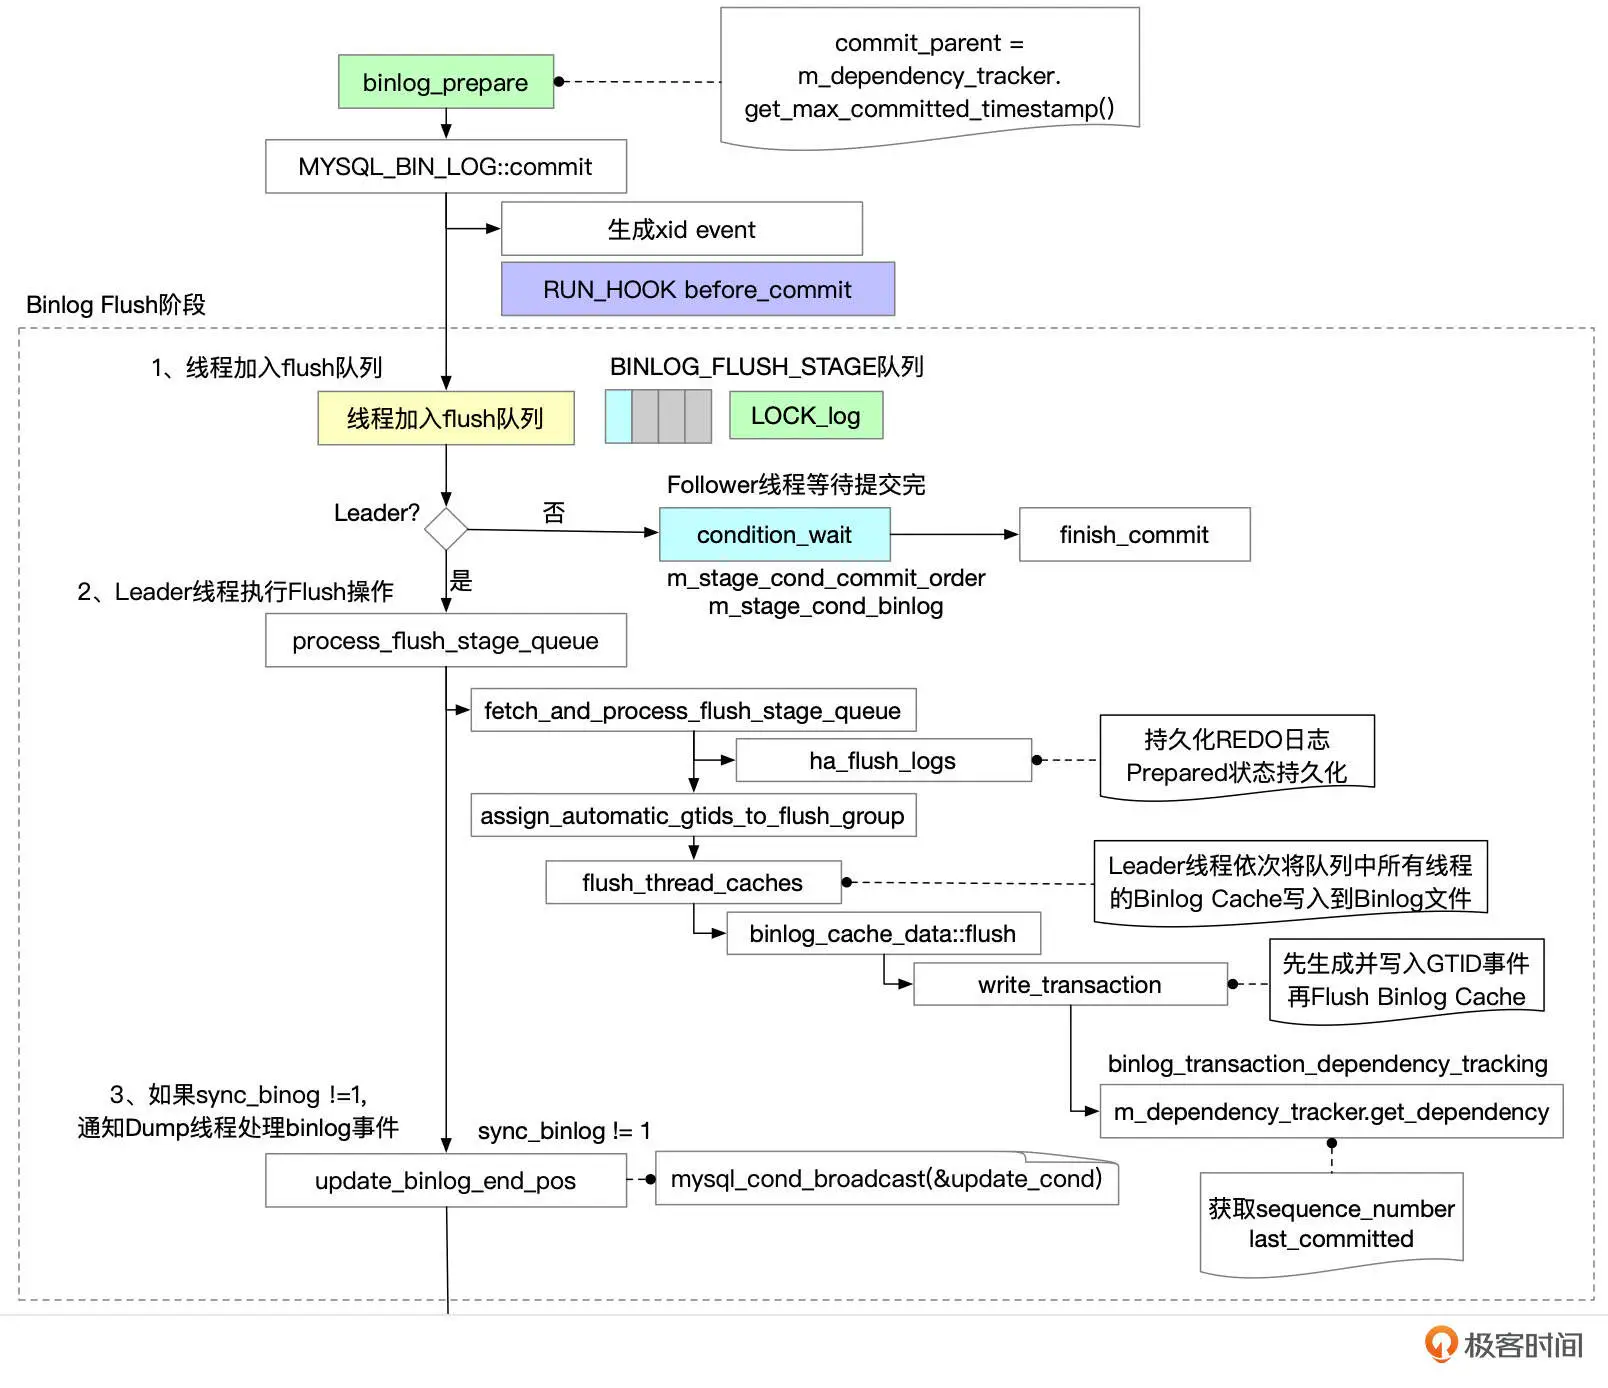 commit_parent =
m_dependency_tracker.
get_max_committed_timestamp()
binlog_prepare
MYSQL_BIN_LOG::commit
生成xid event
RUN_HOOK before_commit
Binlog Flush阶段
1、线程加入flush队列
BINLOG_FLUSH_STAGE队列
线程加入flush队列
LOCK_log
Follower线程等待提交完
Leader?
否
condition_wait
finish_commit
m_stage_cond_commit_order
m_stage_cond_binlog
是
2、Leader线程执行Flush操作
process_flush_stage_queue
fetch_and_process_flush_stage_queue
ha_flush_logs
持久化REDO日志
Prepared状态持久化
assign_automatic_gtids_to_flush_group
flush_thread_caches
Leader线程依次将队列中所有线程
的Binlog Cache写入到Binlog文件
binlog_cache_data::flush
write_transaction
先生成并写入GTID事件
再Flush Binlog Cache
binlog_transaction_dependency_tracking
m_dependency_tracker.get_dependency
3、如果sync_binog !=1,
通知Dump线程处理binlog事件
sync_binlog != 1
update_binlog_end_pos
mysql_cond_broadcast(&update_cond)
获取sequence_number
last_committed
极客时间